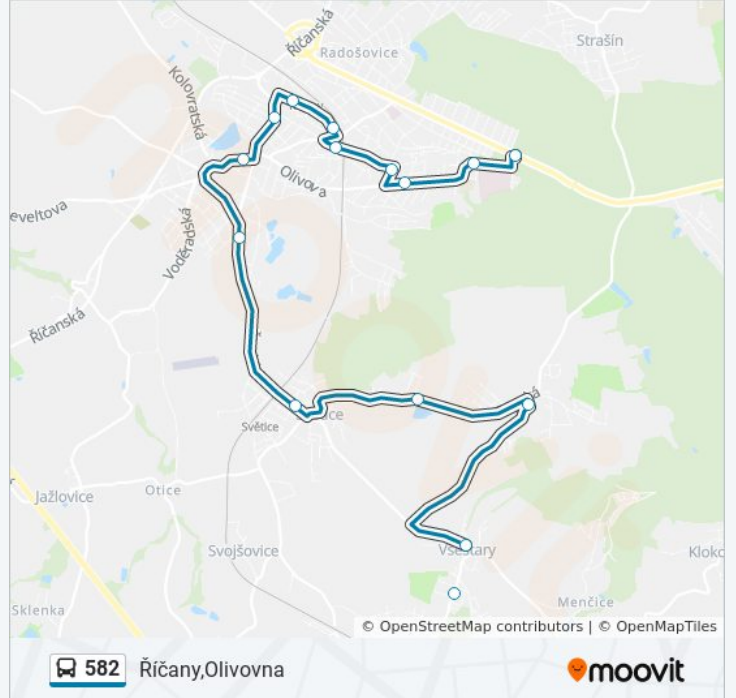 Říčanská
Strašín
Radošovice
Kolovratská
Olivova
eveltova
Voděradská
Říčanská
ace
Světice
Jažlovice
Otice
Svojšovice
Všestary
Kloko
Menčice
Sklenka
© OpenStreetMap contributors | © OpenMapTiles
582 Říčany,Olivovna
moovit